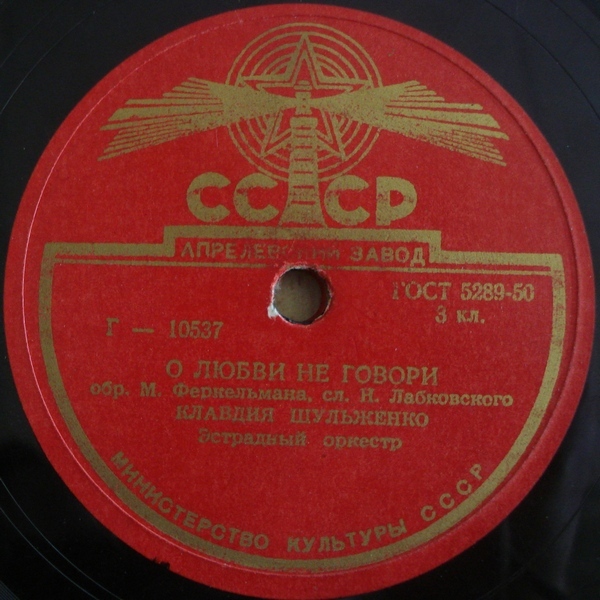 СССР
АПРЕЛЕВСКИЙ ЗАВОД
ГОСТ 5289-50
3 кл.
Г — 10537
О ЛЮБВИ НЕ ГОВОРИ
обр. М. Феркельмана, сл. Н. Лабковского
КЛАВДИЯ ШУЛЬЖЕНКО
Эстрадный оркестр
МИНИСТЕРСТВО КУЛЬТУРЫ СССР